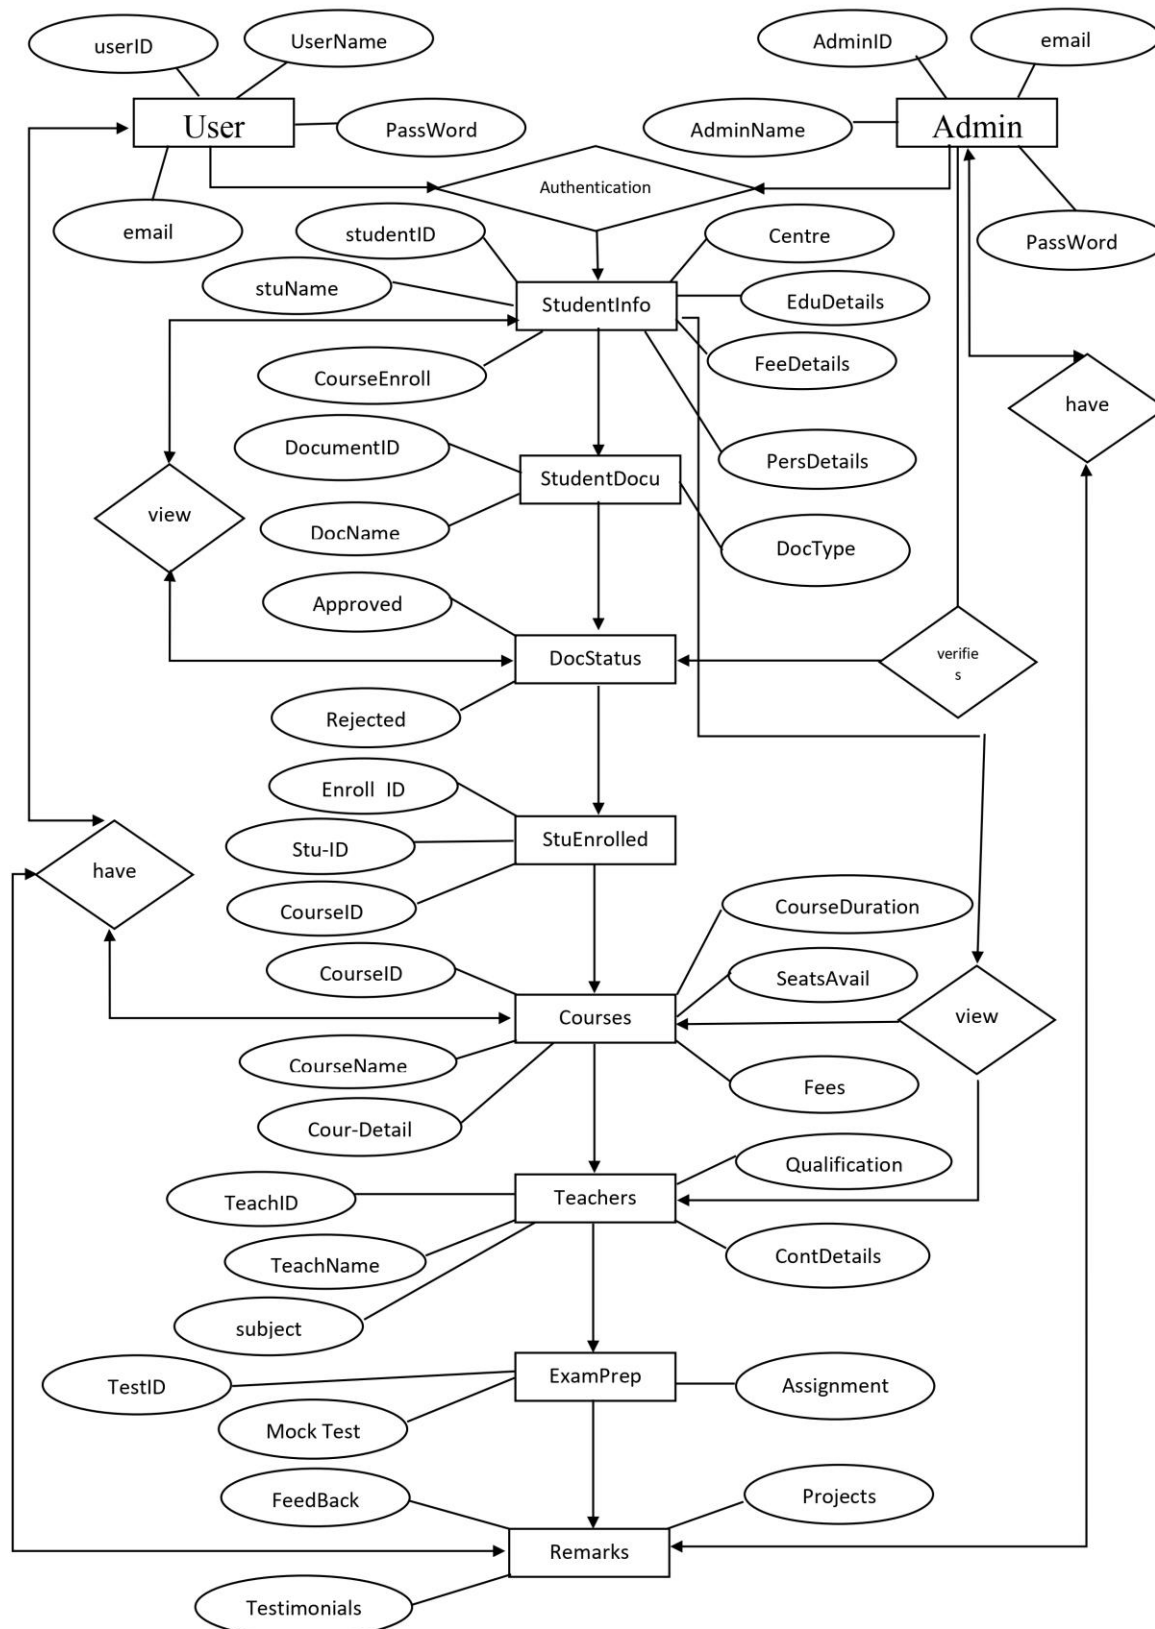 userID
UserName
AdminID
email
User
PassWord
AdminName
Admin
Authentication
email
studentID
Centre
PassWord
stuName
StudentInfo
EduDetails
CourseEnroll
FeeDetails
have
DocumentID
StudentDocu
PersDetails
view
DocName
DocType
Approved
DocStatus
verifie
s
Rejected
Enroll ID
Stu-ID
StuEnrolled
have
CourseID
CourseDuration
CourseID
SeatsAvail
Courses
view
CourseName
Fees
Cour-Detail
Qualification
TeachID
Teachers
TeachName
ContDetails
subject
TestID
ExamPrep
Assignment
Mock Test
FeedBack
Projects
Remarks
Testimonials